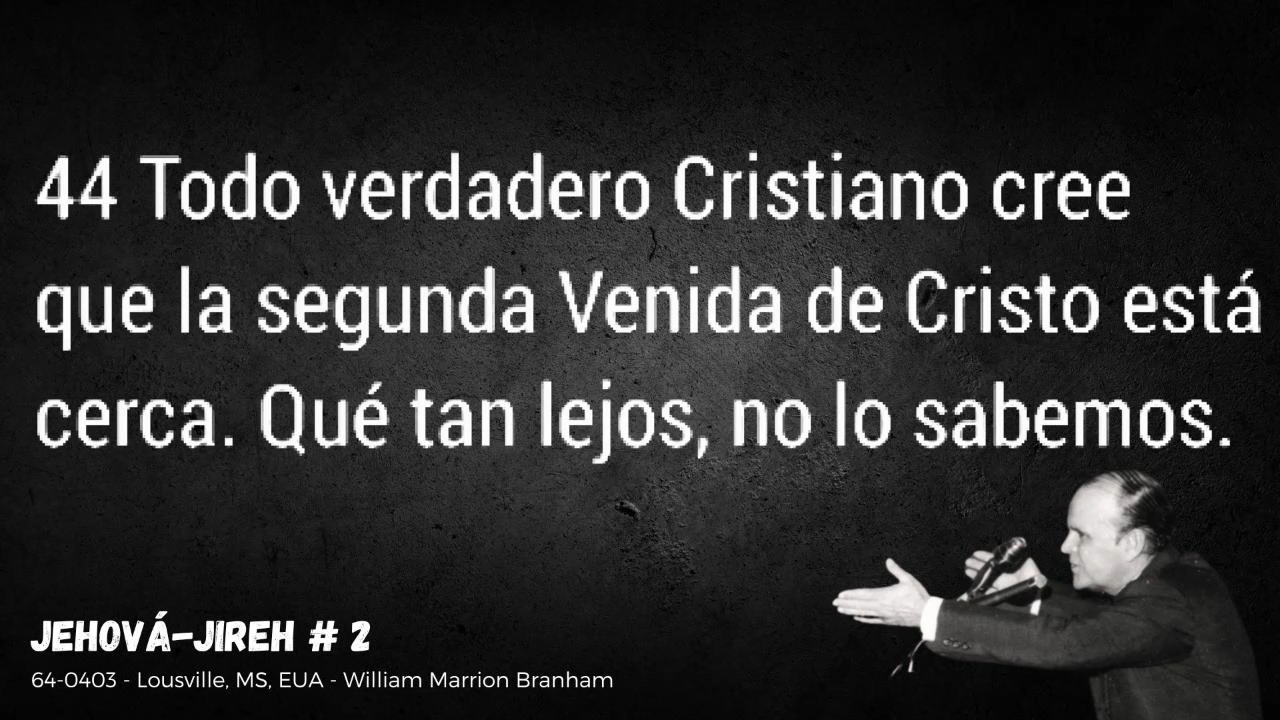 44 Todo verdadero Cristiano cree
que la segunda Venida de Cristo está
cerca. Qué tan lejos, no lo sabemos.
JEHOVÁ-JIREH # 2
64-0403 - Lousville, MS, EUA - William Marrion Branham